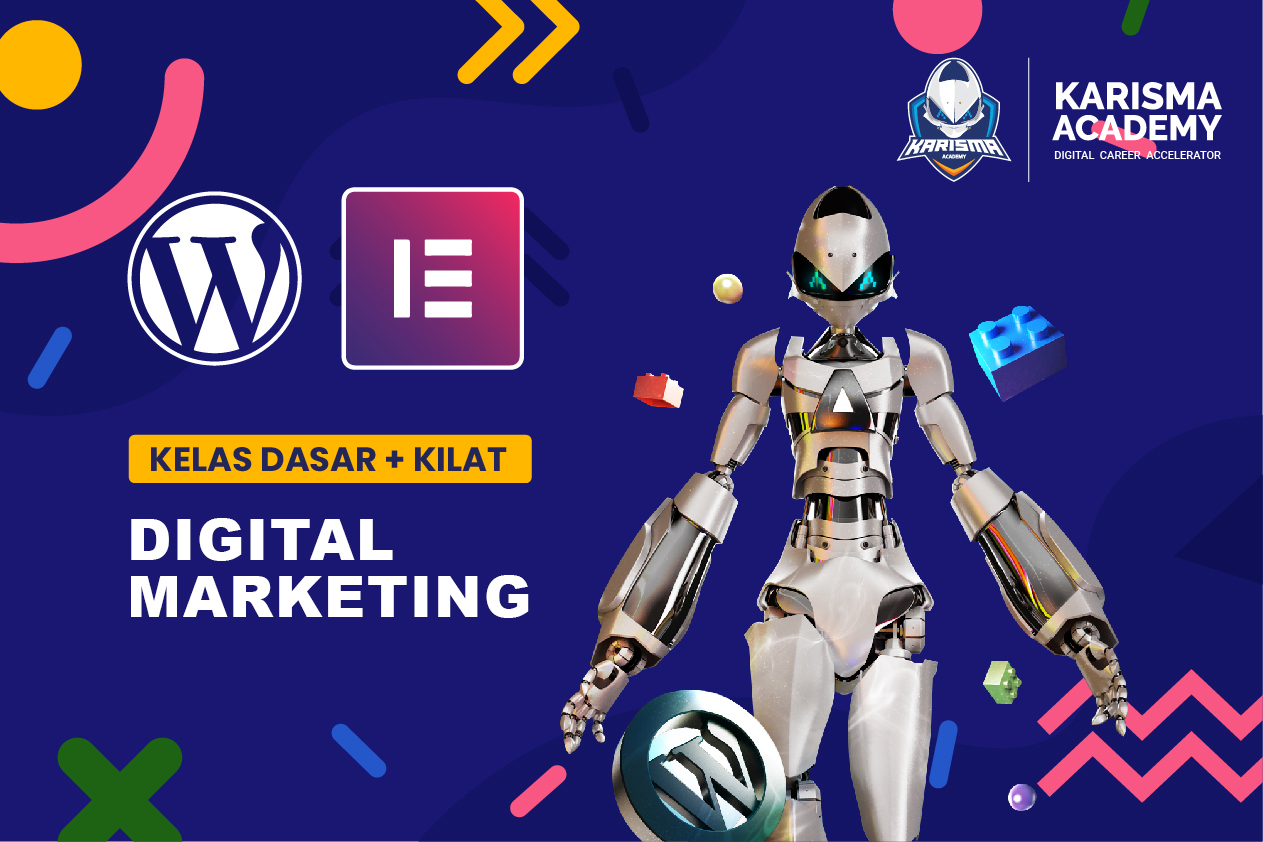 KARISMA
ACADEMY
KARISMA
ACADEMY
DIGITAL CAREER ACCELERATOR
KELAS DASAR + KILAT
DIGITAL
MARKETING